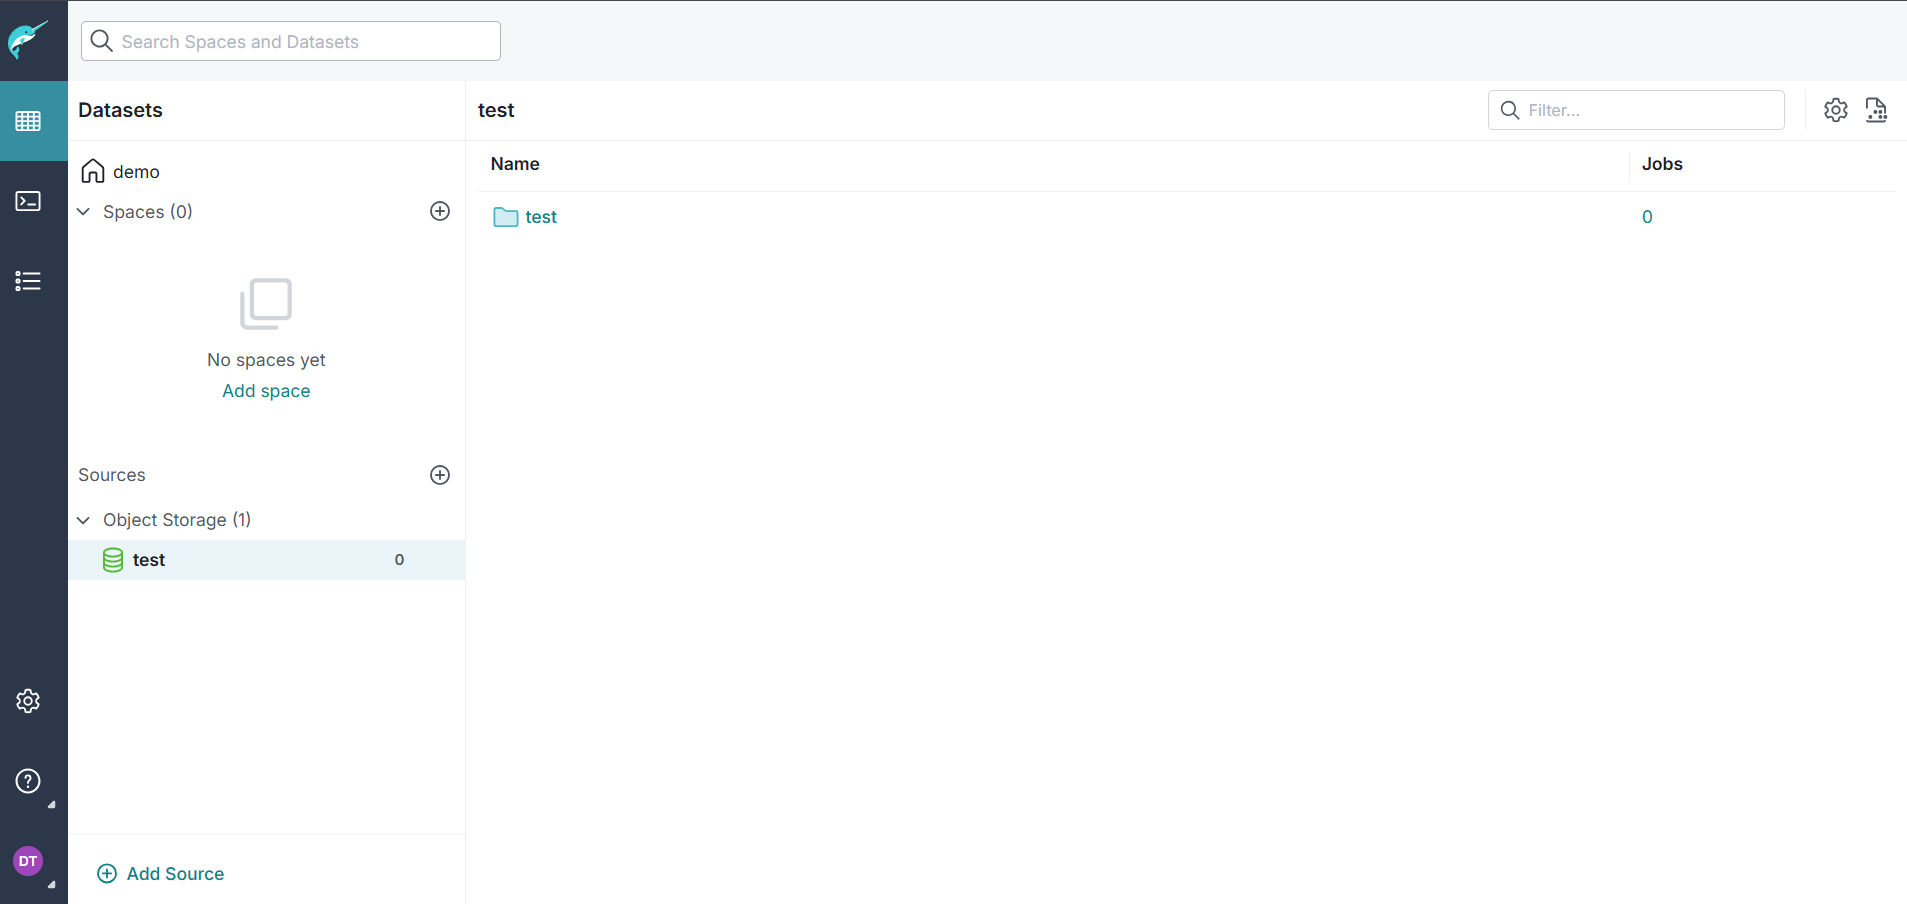 Search Spaces and Datasets
Datasets
test
Filter...
demo
Name
Jobs
Spaces (0)
test
0
No spaces yet
Add space
Sources
Object Storage (1)
test
0
DT
Add Source